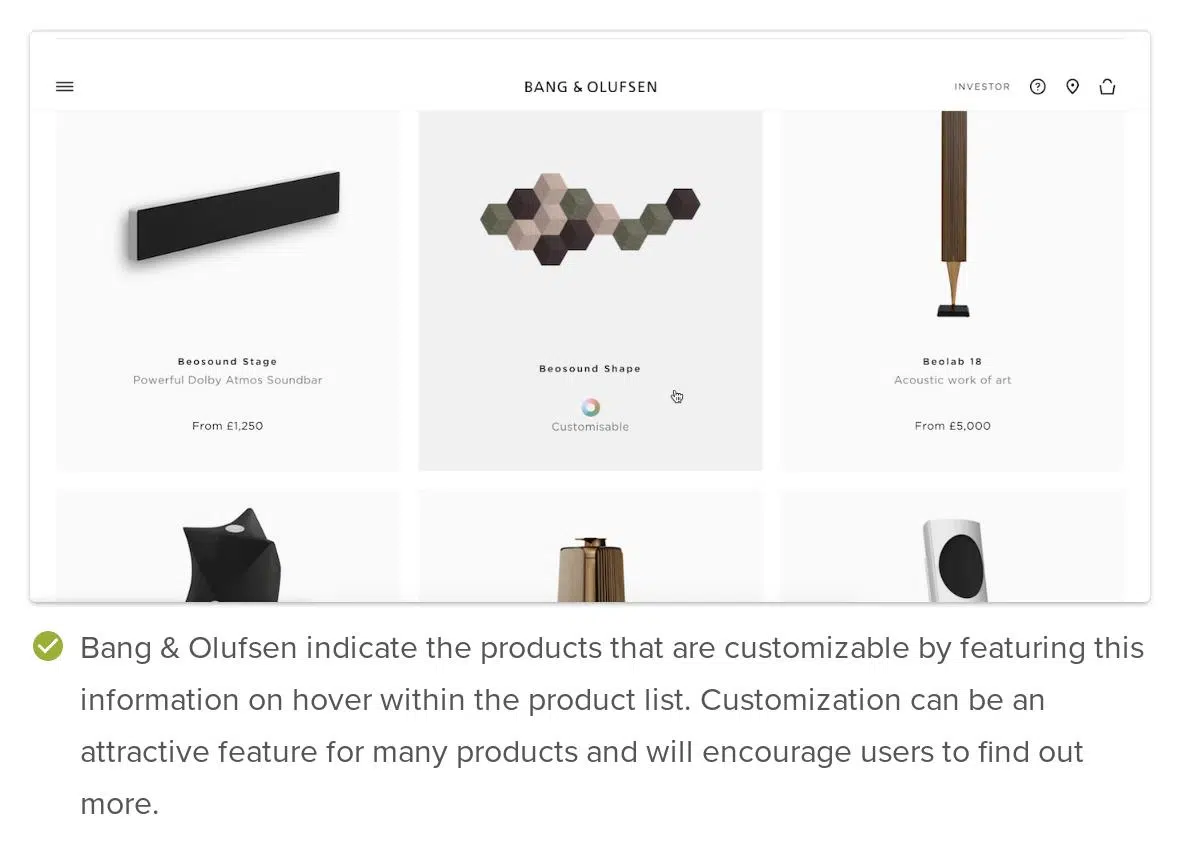 BANG & OLUFSEN
INVESTOR
Beosound Stage
Powerful Dolby Atmos Soundbar
From £1,250
Beosound Shape
Customisable
Beolab 18
Acoustic work of art
From £5,000
Bang & Olufsen indicate the products that are customizable by featuring this
information on hover within the product list. Customization can be an
attractive feature for many products and will encourage users to find out
more.